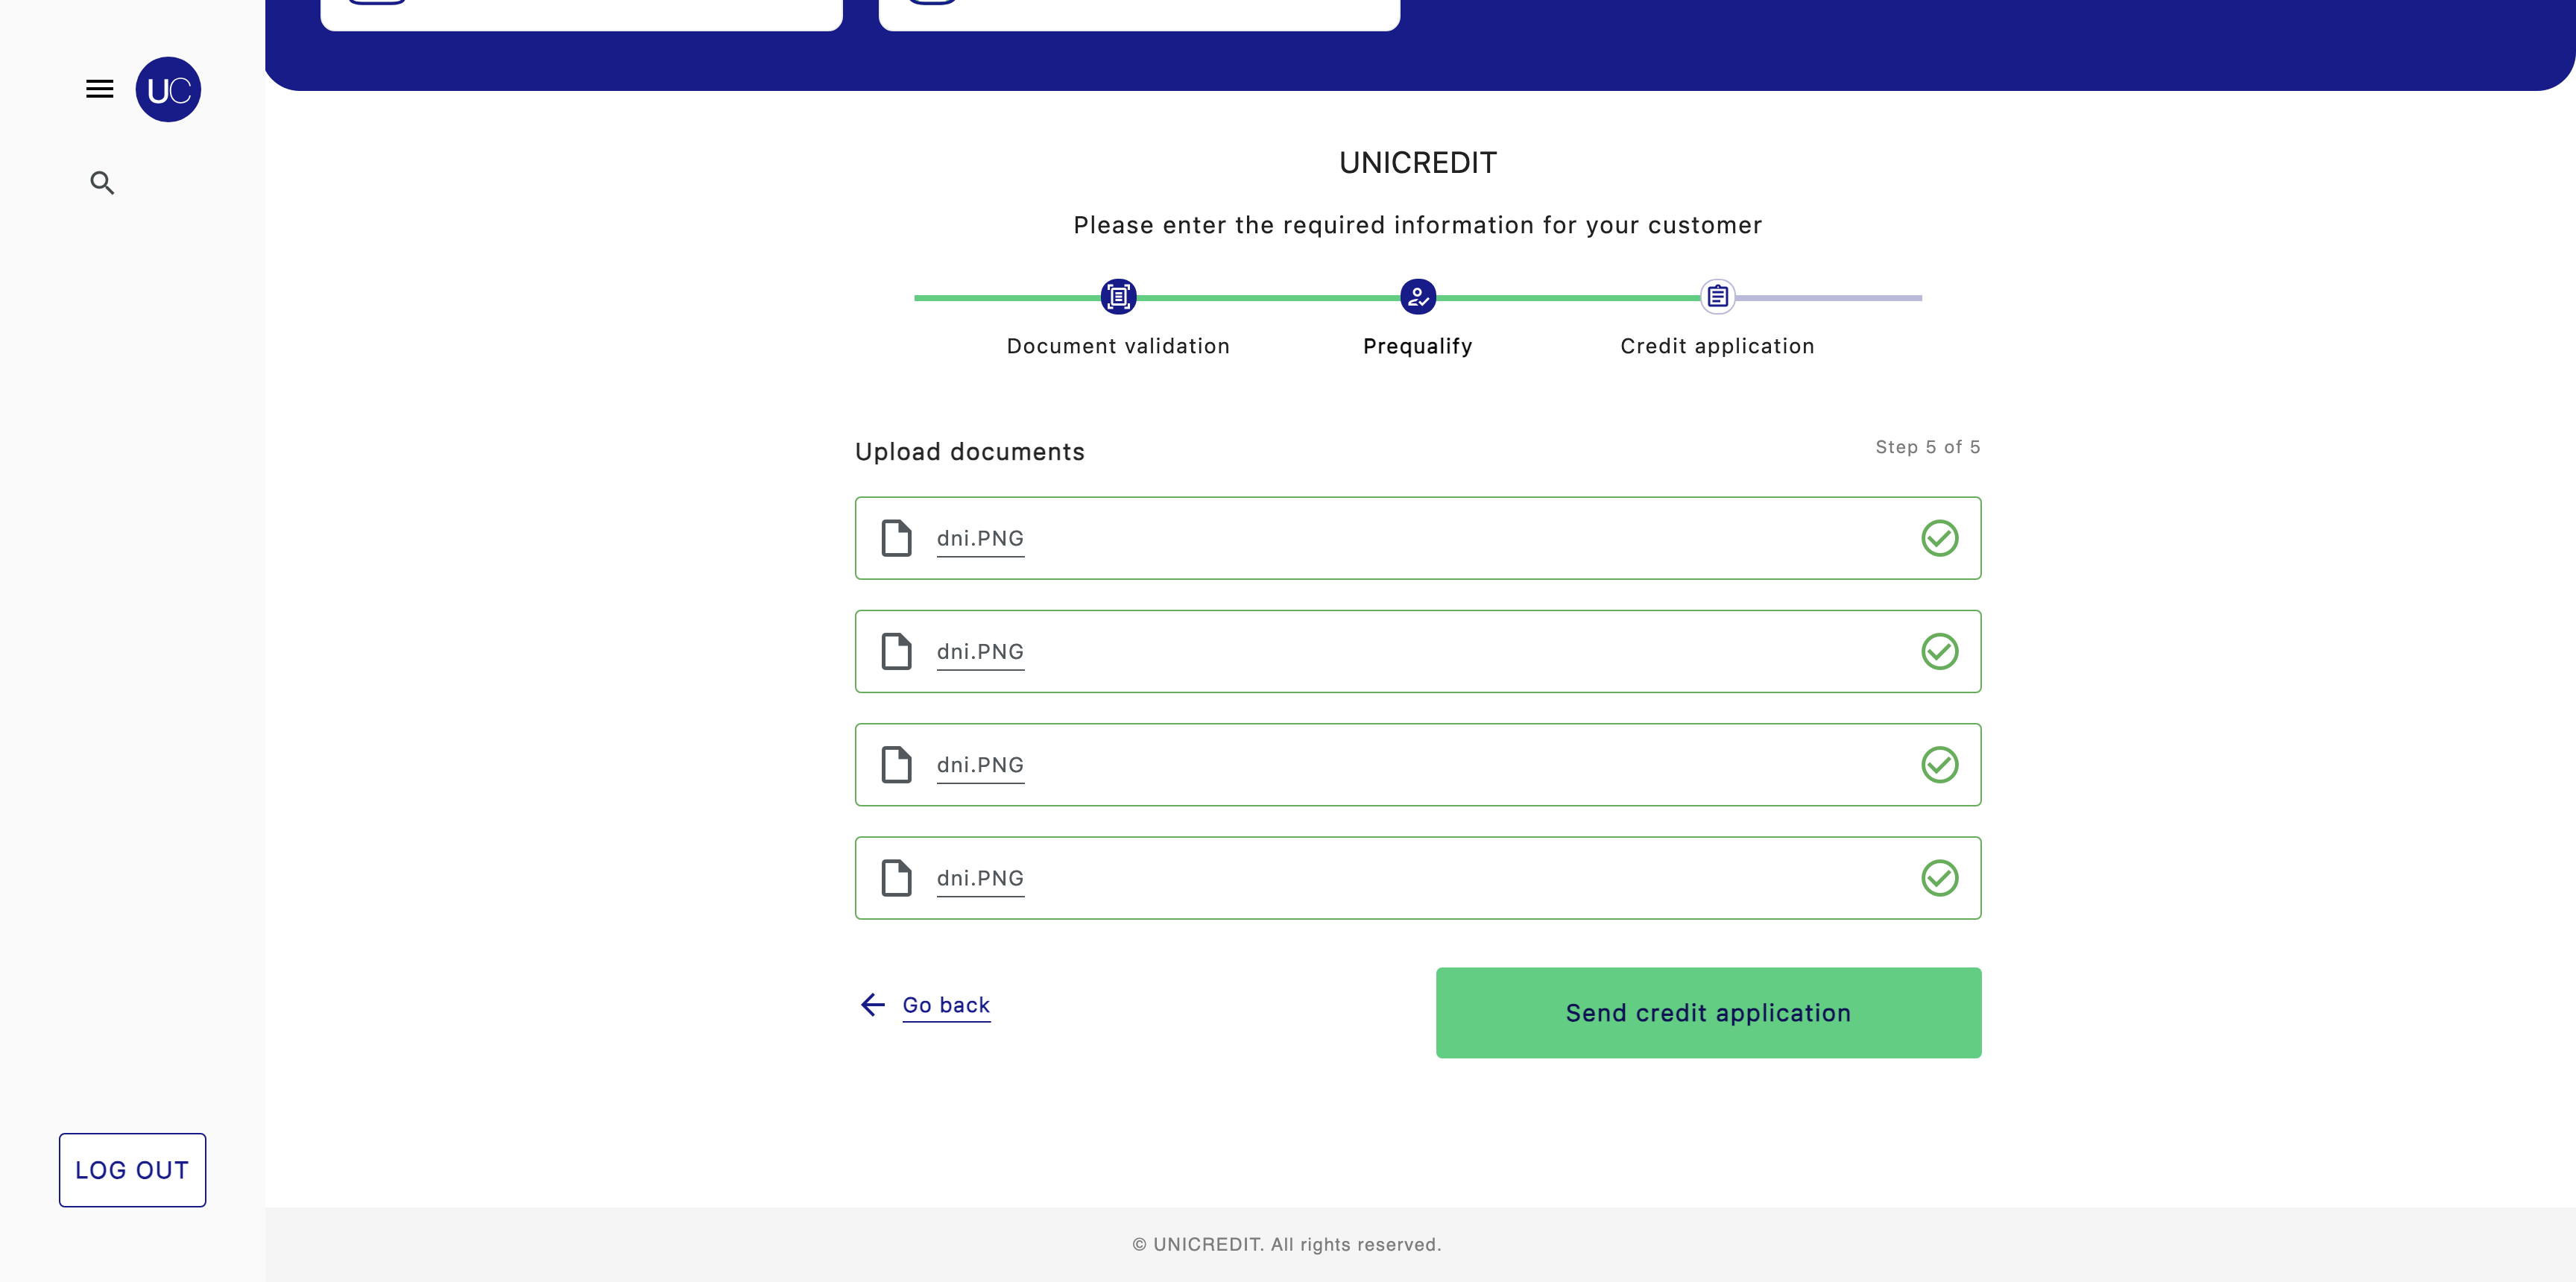 UC
UNICREDIT
Please enter the required information for your customer
Document validation
Prequalify
Credit application
Upload documents
Step 5 of 5
dni.PNG
dni.PNG
dni.PNG
dni.PNG
Go back
Send credit application
LOG OUT
© UNICREDIT. All rights reserved.